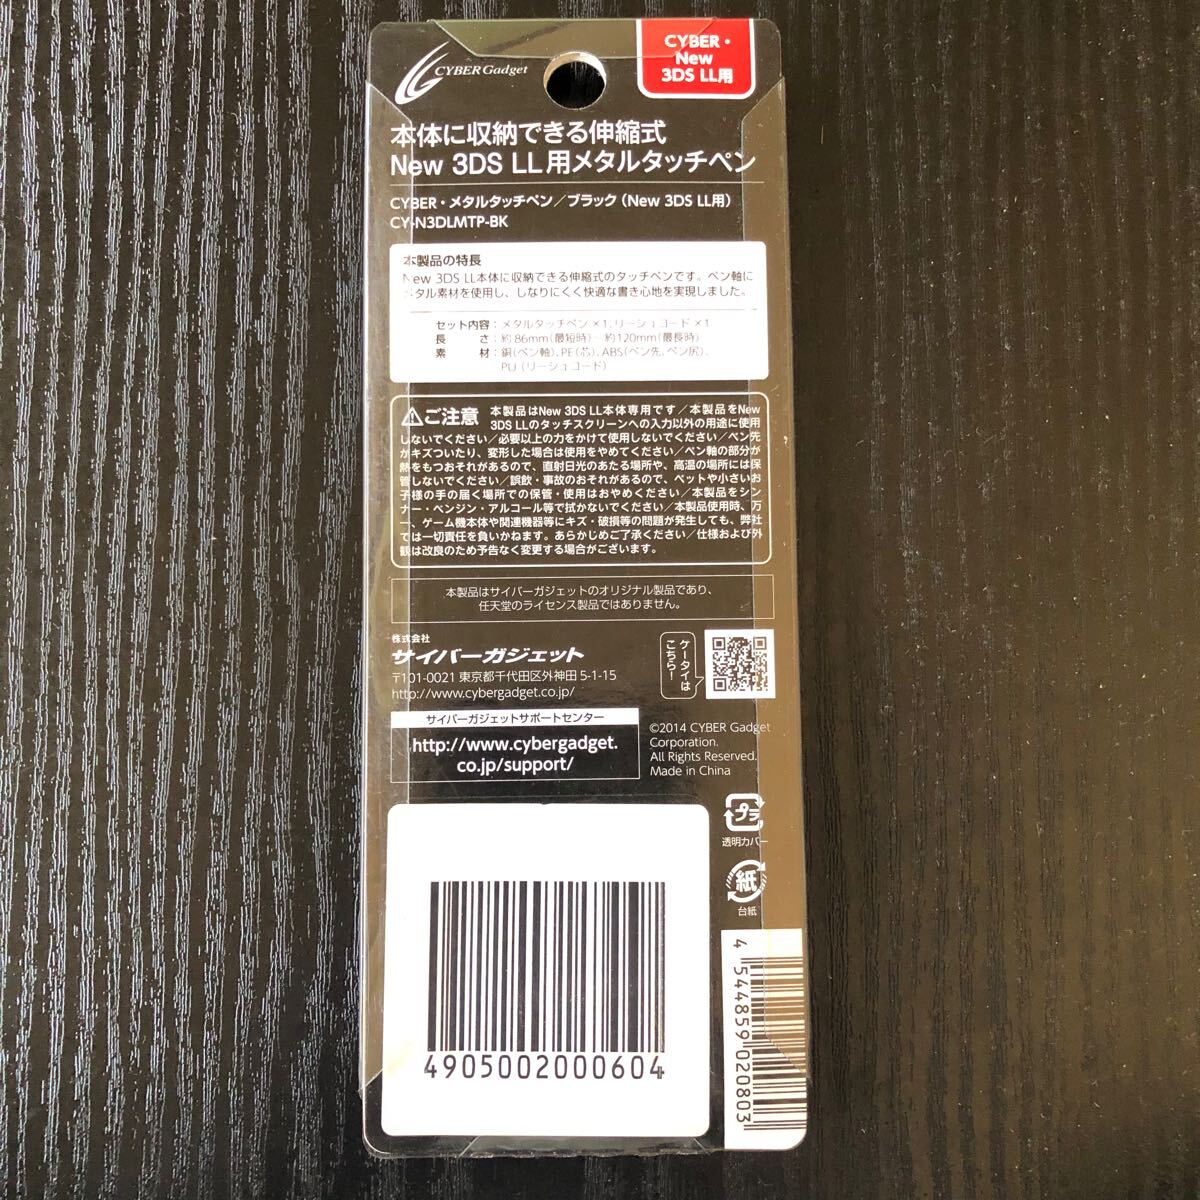 CYBER Gadget
CYBER・
New
3DS LL用
本体に収納できる伸縮式
New 3DS LL用メタルタッチペン
CYBER・メタルタッチペン／ブラック（New 3DS LL用）
CY-N3DLMTP-BK
本製品の特長
New 3DS LL本体に収納できる伸縮式のタッチペンです。ペン軸に
メタル素材を使用し、しなりにくく快適な書き心地を実現しました。
セット内容：メタルタッチペン×1、リーシュコード×1
長　　さ：約86mm（最短時）～約120mm（最長時）
素　　材：銅（ペン軸）、PE（芯）、ABS（ペン先、ペン尻）、
PU（リーシュコード）
⚠ご注意 本製品はNew 3DS LL本体専用です／本製品をNew
3DS LLのタッチスクリーンへの入力以外の用途に使用
しないでください／必要以上の力をかけて使用しないでください／ペン先
がキズついたり、変形した場合は使用をやめてください／ペン軸の部分が
熱をもつおそれがあるので、直射日光のあたる場所や、高温の場所には保
管しないでください／誤飲・事故のおそれがあるので、ペットや小さいお
子様の手の届く場所での保管・使用はおやめください／本製品をシン
ナー・ベンジン・アルコール等で拭かないでください／本製品使用時、万
一、ゲーム機本体や関連機器等にキズ・破損等の問題が発生しても、弊社
では一切責任を負いかねます。あらかじめご了承ください／仕様および外
観は改良のため予告なく変更する場合がございます。
本製品はサイバーガジェットのオリジナル製品であり、
任天堂のライセンス製品ではありません。
株式会社
サイバーガジェット
〒101-0021 東京都千代田区外神田 5-1-15
http://www.cybergadget.co.jp/
ケータイは
こちら！
サイバーガジェットサポートセンター
http://www.cybergadget.
co.jp/support/
©2014 CYBER Gadget
Corporation.
All Rights Reserved.
Made in China
プラ
透明カバー
紙
台紙
4905002000604
4 544859 020803